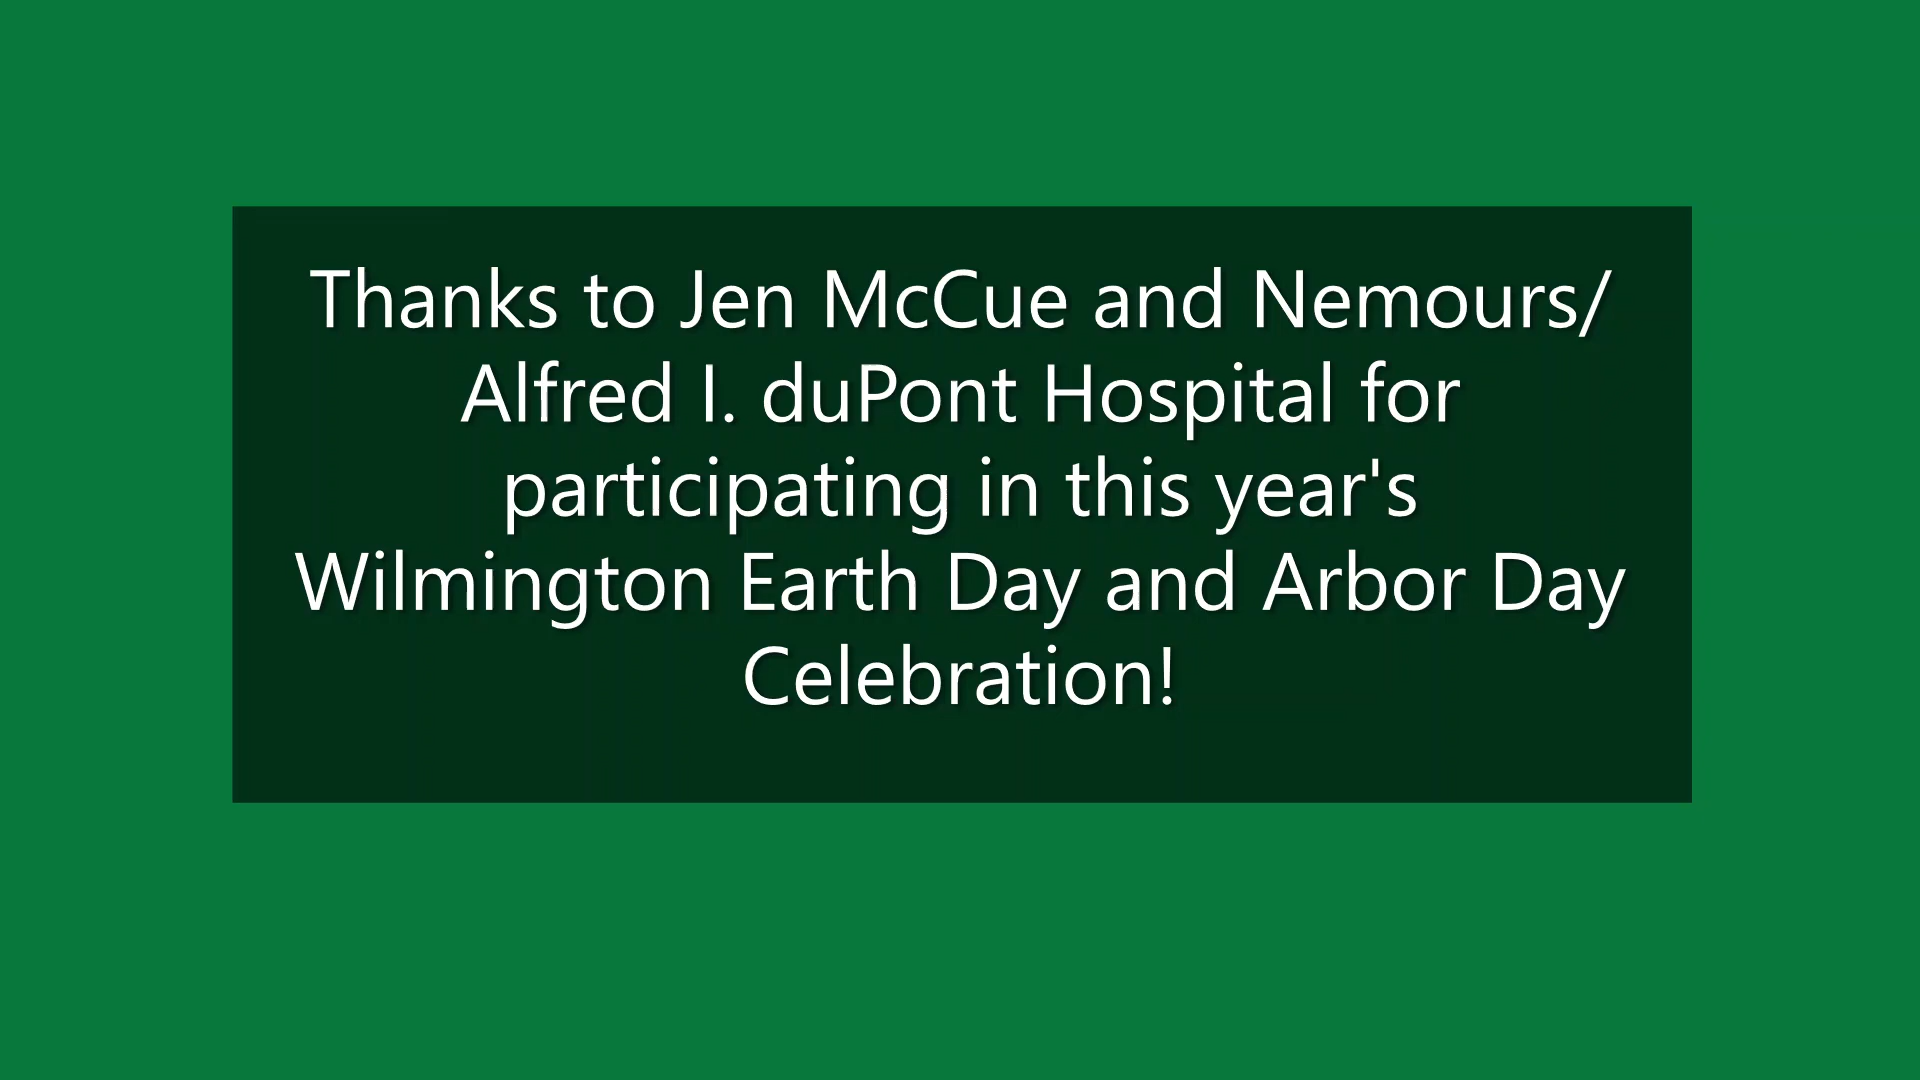 Thanks to Jen McCue and Nemours/
Alfred I. duPont Hospital for
participating in this year's
Wilmington Earth Day and Arbor Day
Celebration!